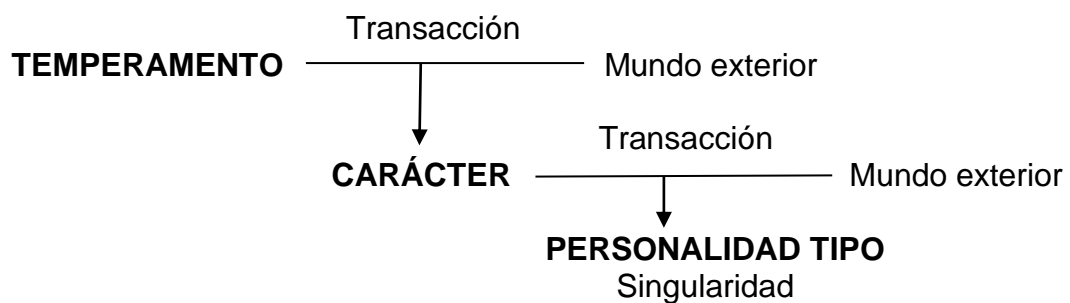 Transacción
TEMPERAMENTO Mundo exterior
Transacción
CARÁCTER Mundo exterior
PERSONALIDAD TIPO
Singularidad